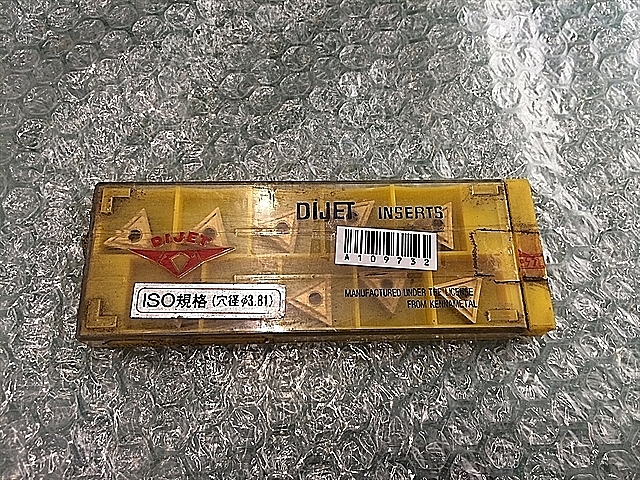 DIJET INSERTS
DIJET
A109732
ISO規格(穴径φ3.81)
MANUFACTURED UNDER THE LICENSE
FROM KENNAMETAL